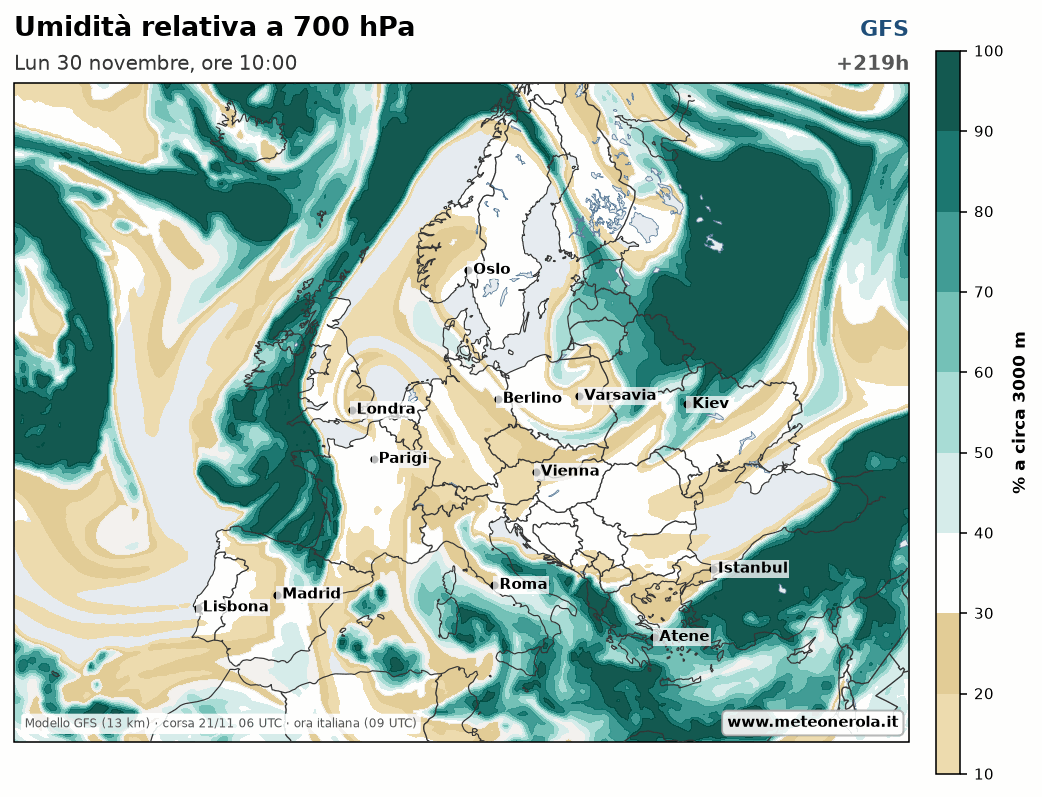 Umidità relativa a 700 hPa
GFS
Lun 30 novembre, ore 10:00
+219h
100
90
80
70
60
50
40
30
20
10
% a circa 3000 m
Oslo
Berlino
Varsavia
Kiev
Londra
Parigi
Vienna
Istanbul
Roma
Madrid
Lisbona
Atene
Modello GFS (13 km) · corsa 21/11 06 UTC · ora italiana (09 UTC)
www.meteonerola.it